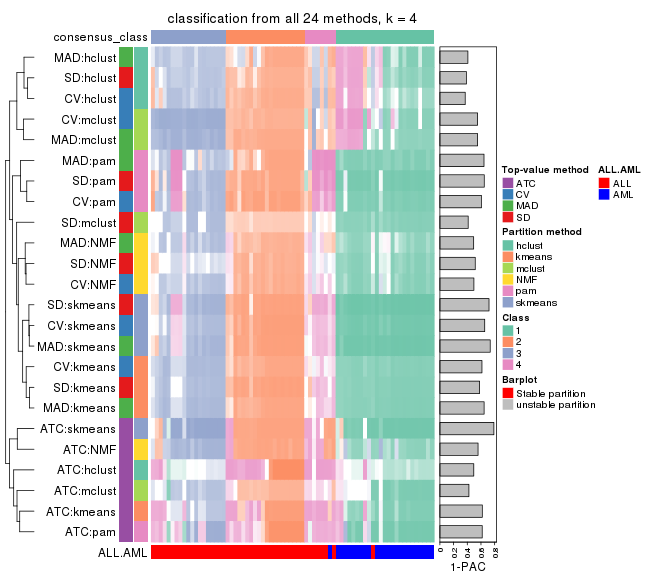 classification from all 24 methods, k = 4
consensus_class
MAD:hclust
SD:hclust
CV:hclust
CV:mclust
MAD:mclust
MAD:pam
SD:pam
CV:pam
SD:mclust
MAD:NMF
SD:NMF
CV:NMF
SD:skmeans
CV:skmeans
MAD:skmeans
CV:kmeans
SD:kmeans
MAD:kmeans
ATC:skmeans
ATC:NMF
ATC:hclust
ATC:mclust
ATC:kmeans
ATC:pam
ALL.AML
0 0.2 0.4 0.6 0.8
1-PAC
Top-value method
ATC
CV
MAD
SD
Partition method
hclust
kmeans
mclust
NMF
pam
skmeans
Class
1
2
3
4
Barplot
Stable partition
unstable partition
ALL.AML
ALL
AML